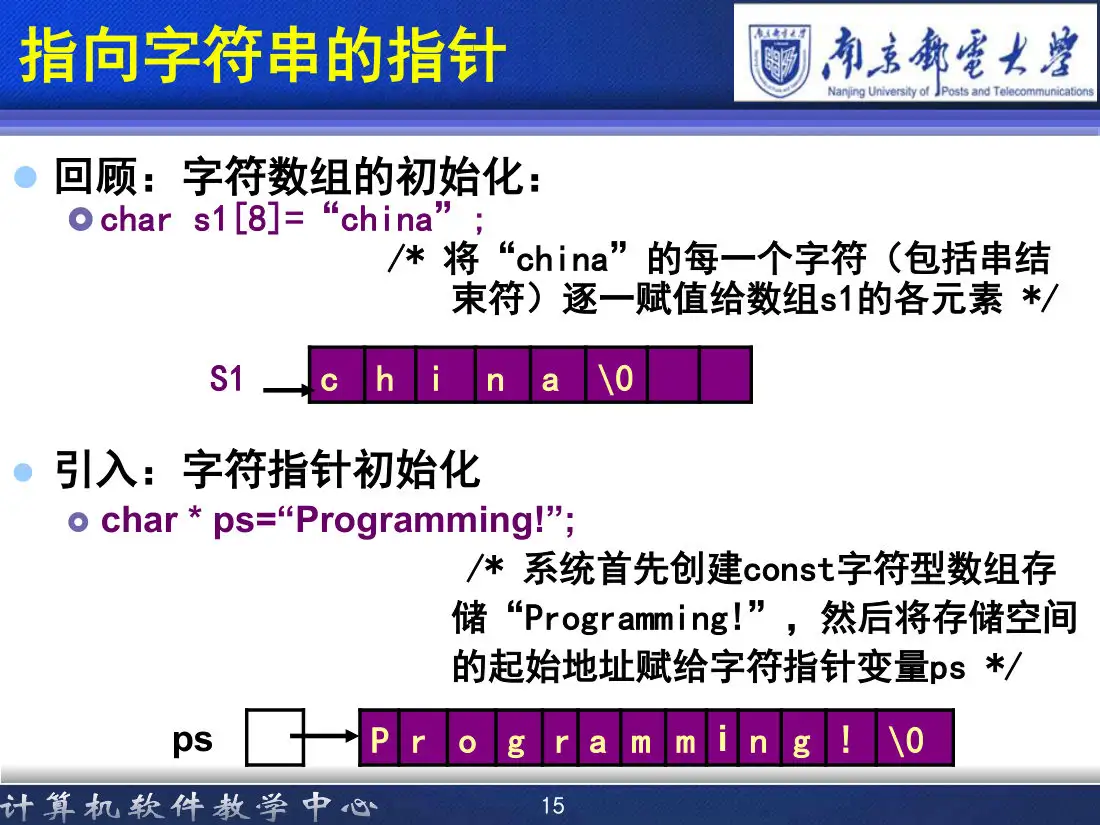 指向字符串的指针
南京邮电大学
Nanjing University of Posts and Telecommunications
回顾：字符数组的初始化：
char s1[8]=“china”;
/* 将“china”的每一个字符（包括串结
束符）逐一赋值给数组s1的各元素 */
S1 c h i n a \0
引入：字符指针初始化
char * ps=“Programming!”;
/* 系统首先创建const字符型数组存
储“Programming!”，然后将存储空间
的起始地址赋给字符指针变量ps */
ps P r o g r a m m i n g ! \0
计算机软件教学中心
15